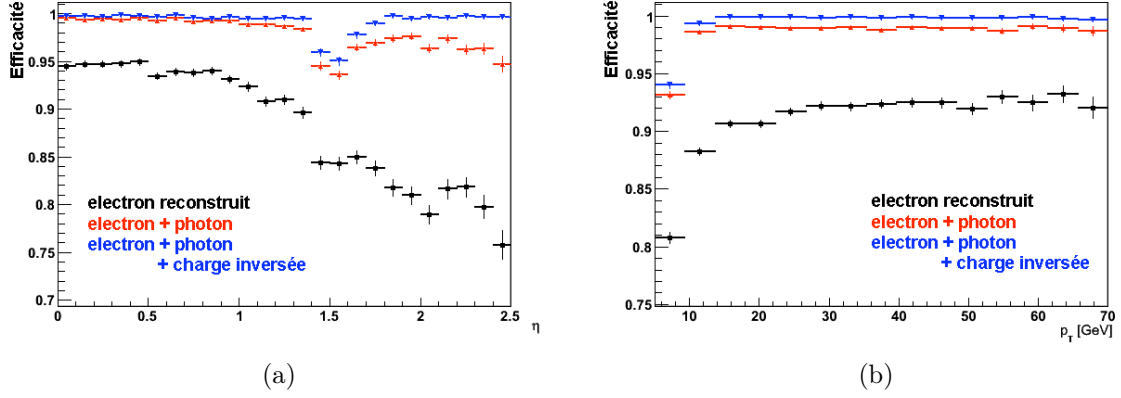 Efficacité
1
0.95
0.9
0.85
0.8
0.75
0.7
0
0.5
1
1.5
2
2.5
η
electron reconstruit
electron + photon
electron + photon
+ charge inversée
(a)
Efficacité
1
0.95
0.9
0.85
0.8
0.75
10
20
30
40
50
60
70
p_T [GeV]
electron reconstruit
electron + photon
electron + photon
+ charge inversée
(b)